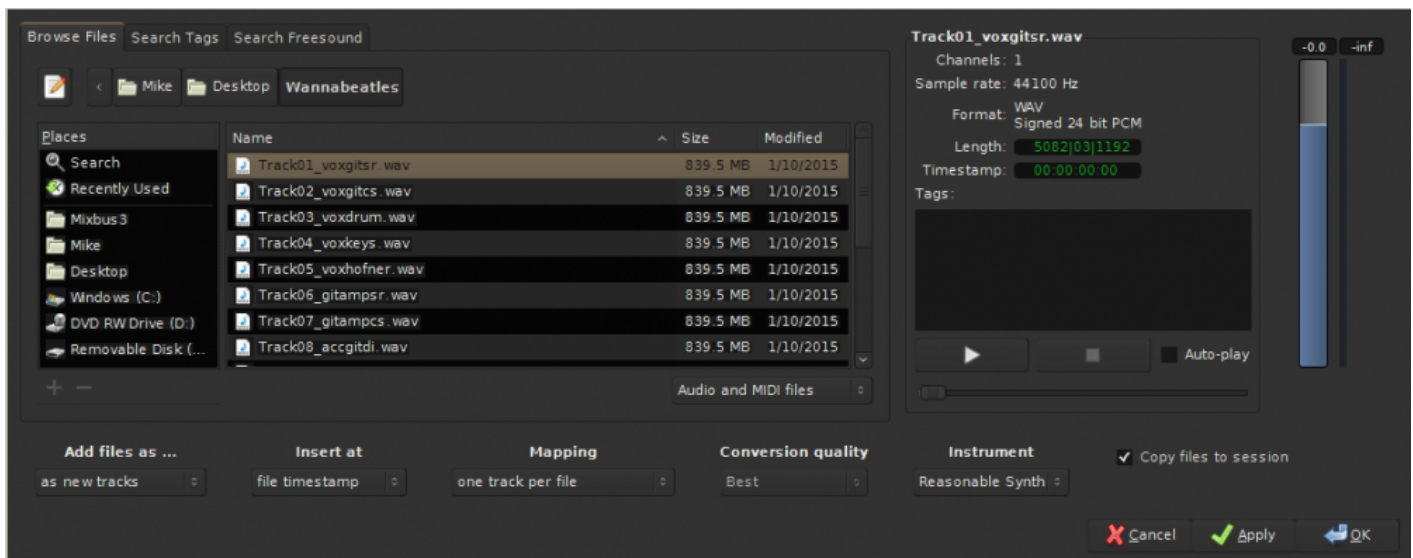 Browse Files Search Tags Search Freesound
Mike Desktop Wannabeatles
Places
Search
Recently Used
Mixbus3
Mike
Desktop
Windows (C:)
DVD RW Drive (D:)
Removable Disk (...
Name Size Modified
Track01_voxgitsr.wav 839.5 MB 1/10/2015
Track02_voxgitcs.wav 839.5 MB 1/10/2015
Track03_voxdrum.wav 839.5 MB 1/10/2015
Track04_voxkeys.wav 839.5 MB 1/10/2015
Track05_voxhofner.wav 839.5 MB 1/10/2015
Track06_gitampsr.wav 839.5 MB 1/10/2015
Track07_gitampcs.wav 839.5 MB 1/10/2015
Track08_accgitdi.wav 839.5 MB 1/10/2015
Audio and MIDI files
Track01_voxgitsr.wav
Channels: 1
Sample rate: 44100 Hz
Format: WAV
Signed 24 bit PCM
Length: 5082|03|1192
Timestamp: 00:00:00:00
Tags:
Auto-play
-0.0 -inf
Add files as ... Insert at Mapping Conversion quality Instrument
as new tracks file timestamp one track per file Best Reasonable Synth
Copy files to session
Cancel Apply OK